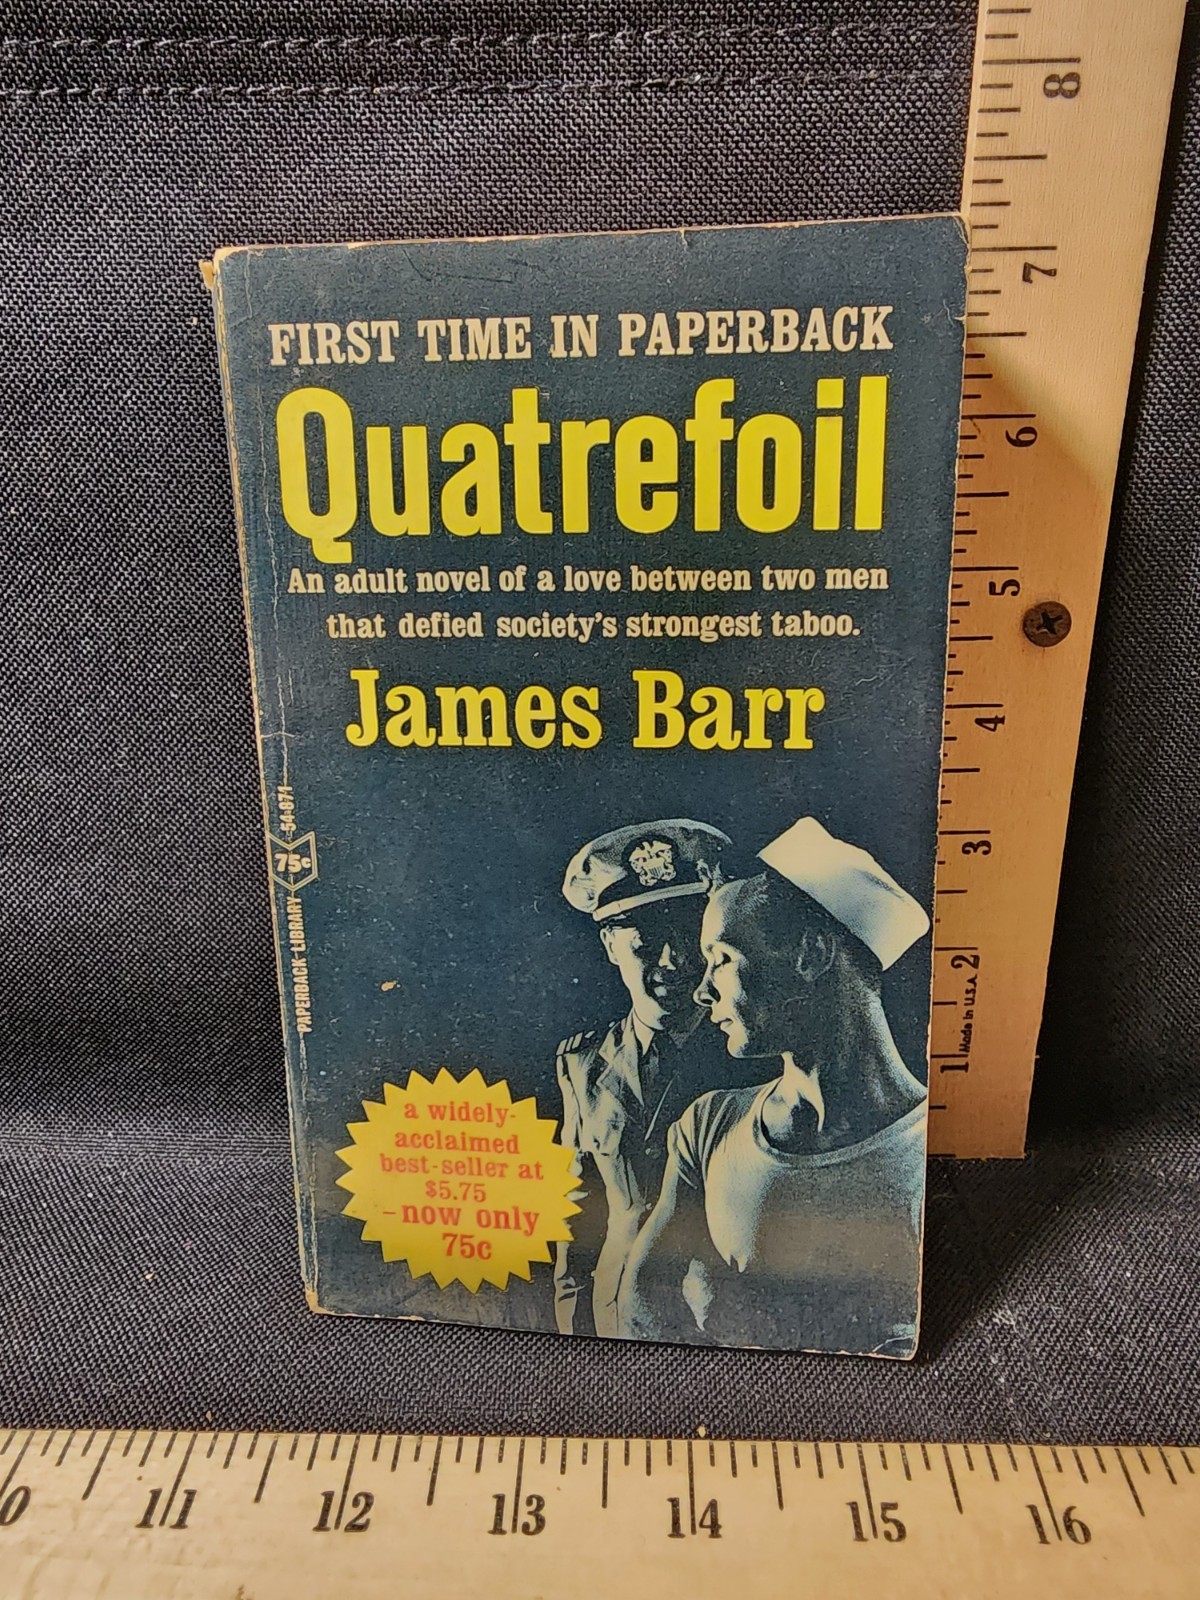 FIRST TIME IN PAPERBACK
Quatrefoil
An adult novel of a love between two men
that defied society's strongest taboo.
James Barr
54-871
75c
PAPERBACK LIBRARY
a widely-
acclaimed
best-seller at
$5.75
-now only
75c
8
7
6
5
4
3
2
Made in U.S.A.
1
0
11
12
13
14
15
16